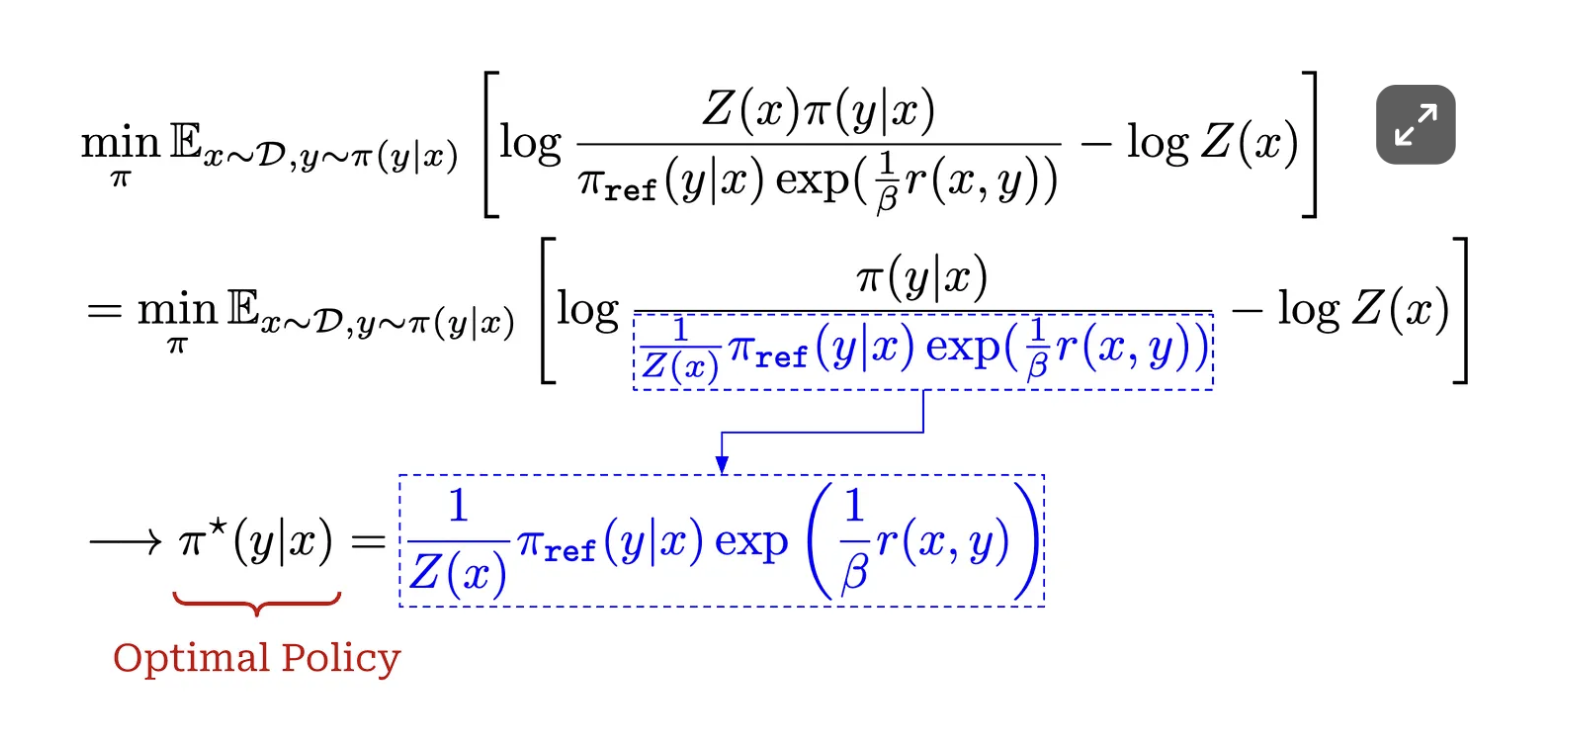 min_π 𝔼_{x∼𝒟,y∼π(y|x)} [ log Z(x)π(y|x) / π_ref(y|x) exp(1/β r(x, y)) − log Z(x) ]
= min_π 𝔼_{x∼𝒟,y∼π(y|x)} [ log π(y|x) / 1/Z(x) π_ref(y|x) exp(1/β r(x, y)) − log Z(x) ]
⟶ π⋆(y|x) = 1/Z(x) π_ref(y|x) exp (1/β r(x, y))
Optimal Policy